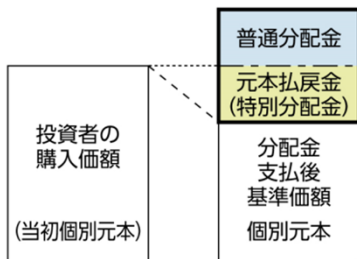 普通分配金
元本払戻金
(特別分配金)
投資者の
購入価額
(当初個別元本)
分配金
支払後
基準価額
個別元本